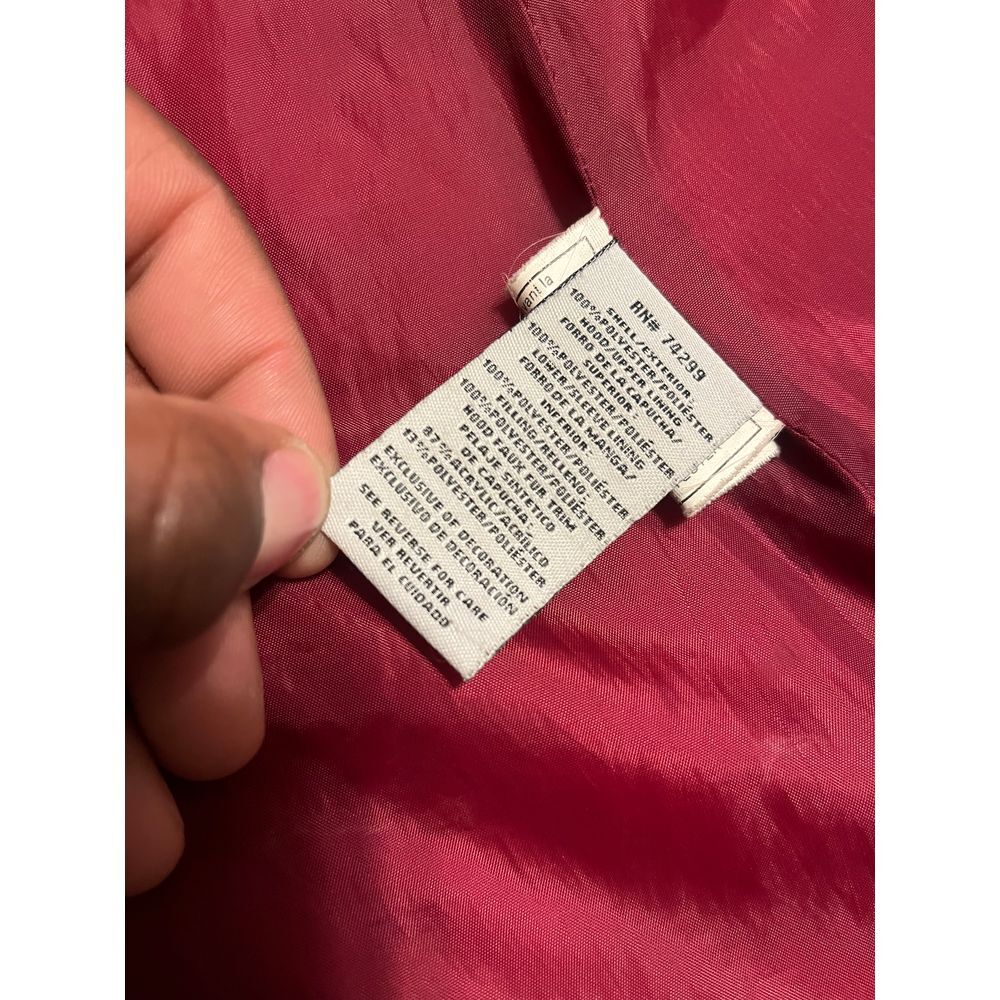 RN# 74299
SHELL/EXTERIOR
100%POLYESTER/POLIÉSTER
HOOD/UPPER LINING
FORRO DE LA CAPUCHA/
SUPERIOR
100%POLYESTER/POLIÉSTER
LOWER/SLEEVE LINING
FORRO DE LA MANGA/
INFERIOR
100%POLYESTER/POLIÉSTER
FILLING/RELLENO:
100%POLYESTER/POLIÉSTER
HOOD FAUX FUR TRIM
PELAJE SINTETICO
DE CAPUCHA:
87%ACRYLIC/ACRÍLICO
13%POLYESTER/POLIÉSTER
EXCLUSIVE OF DECORATION
EXCLUSIVO DE DECORACIÓN
SEE REVERSE FOR CARE
VER REVERTIR
PARA EL CUIDADO